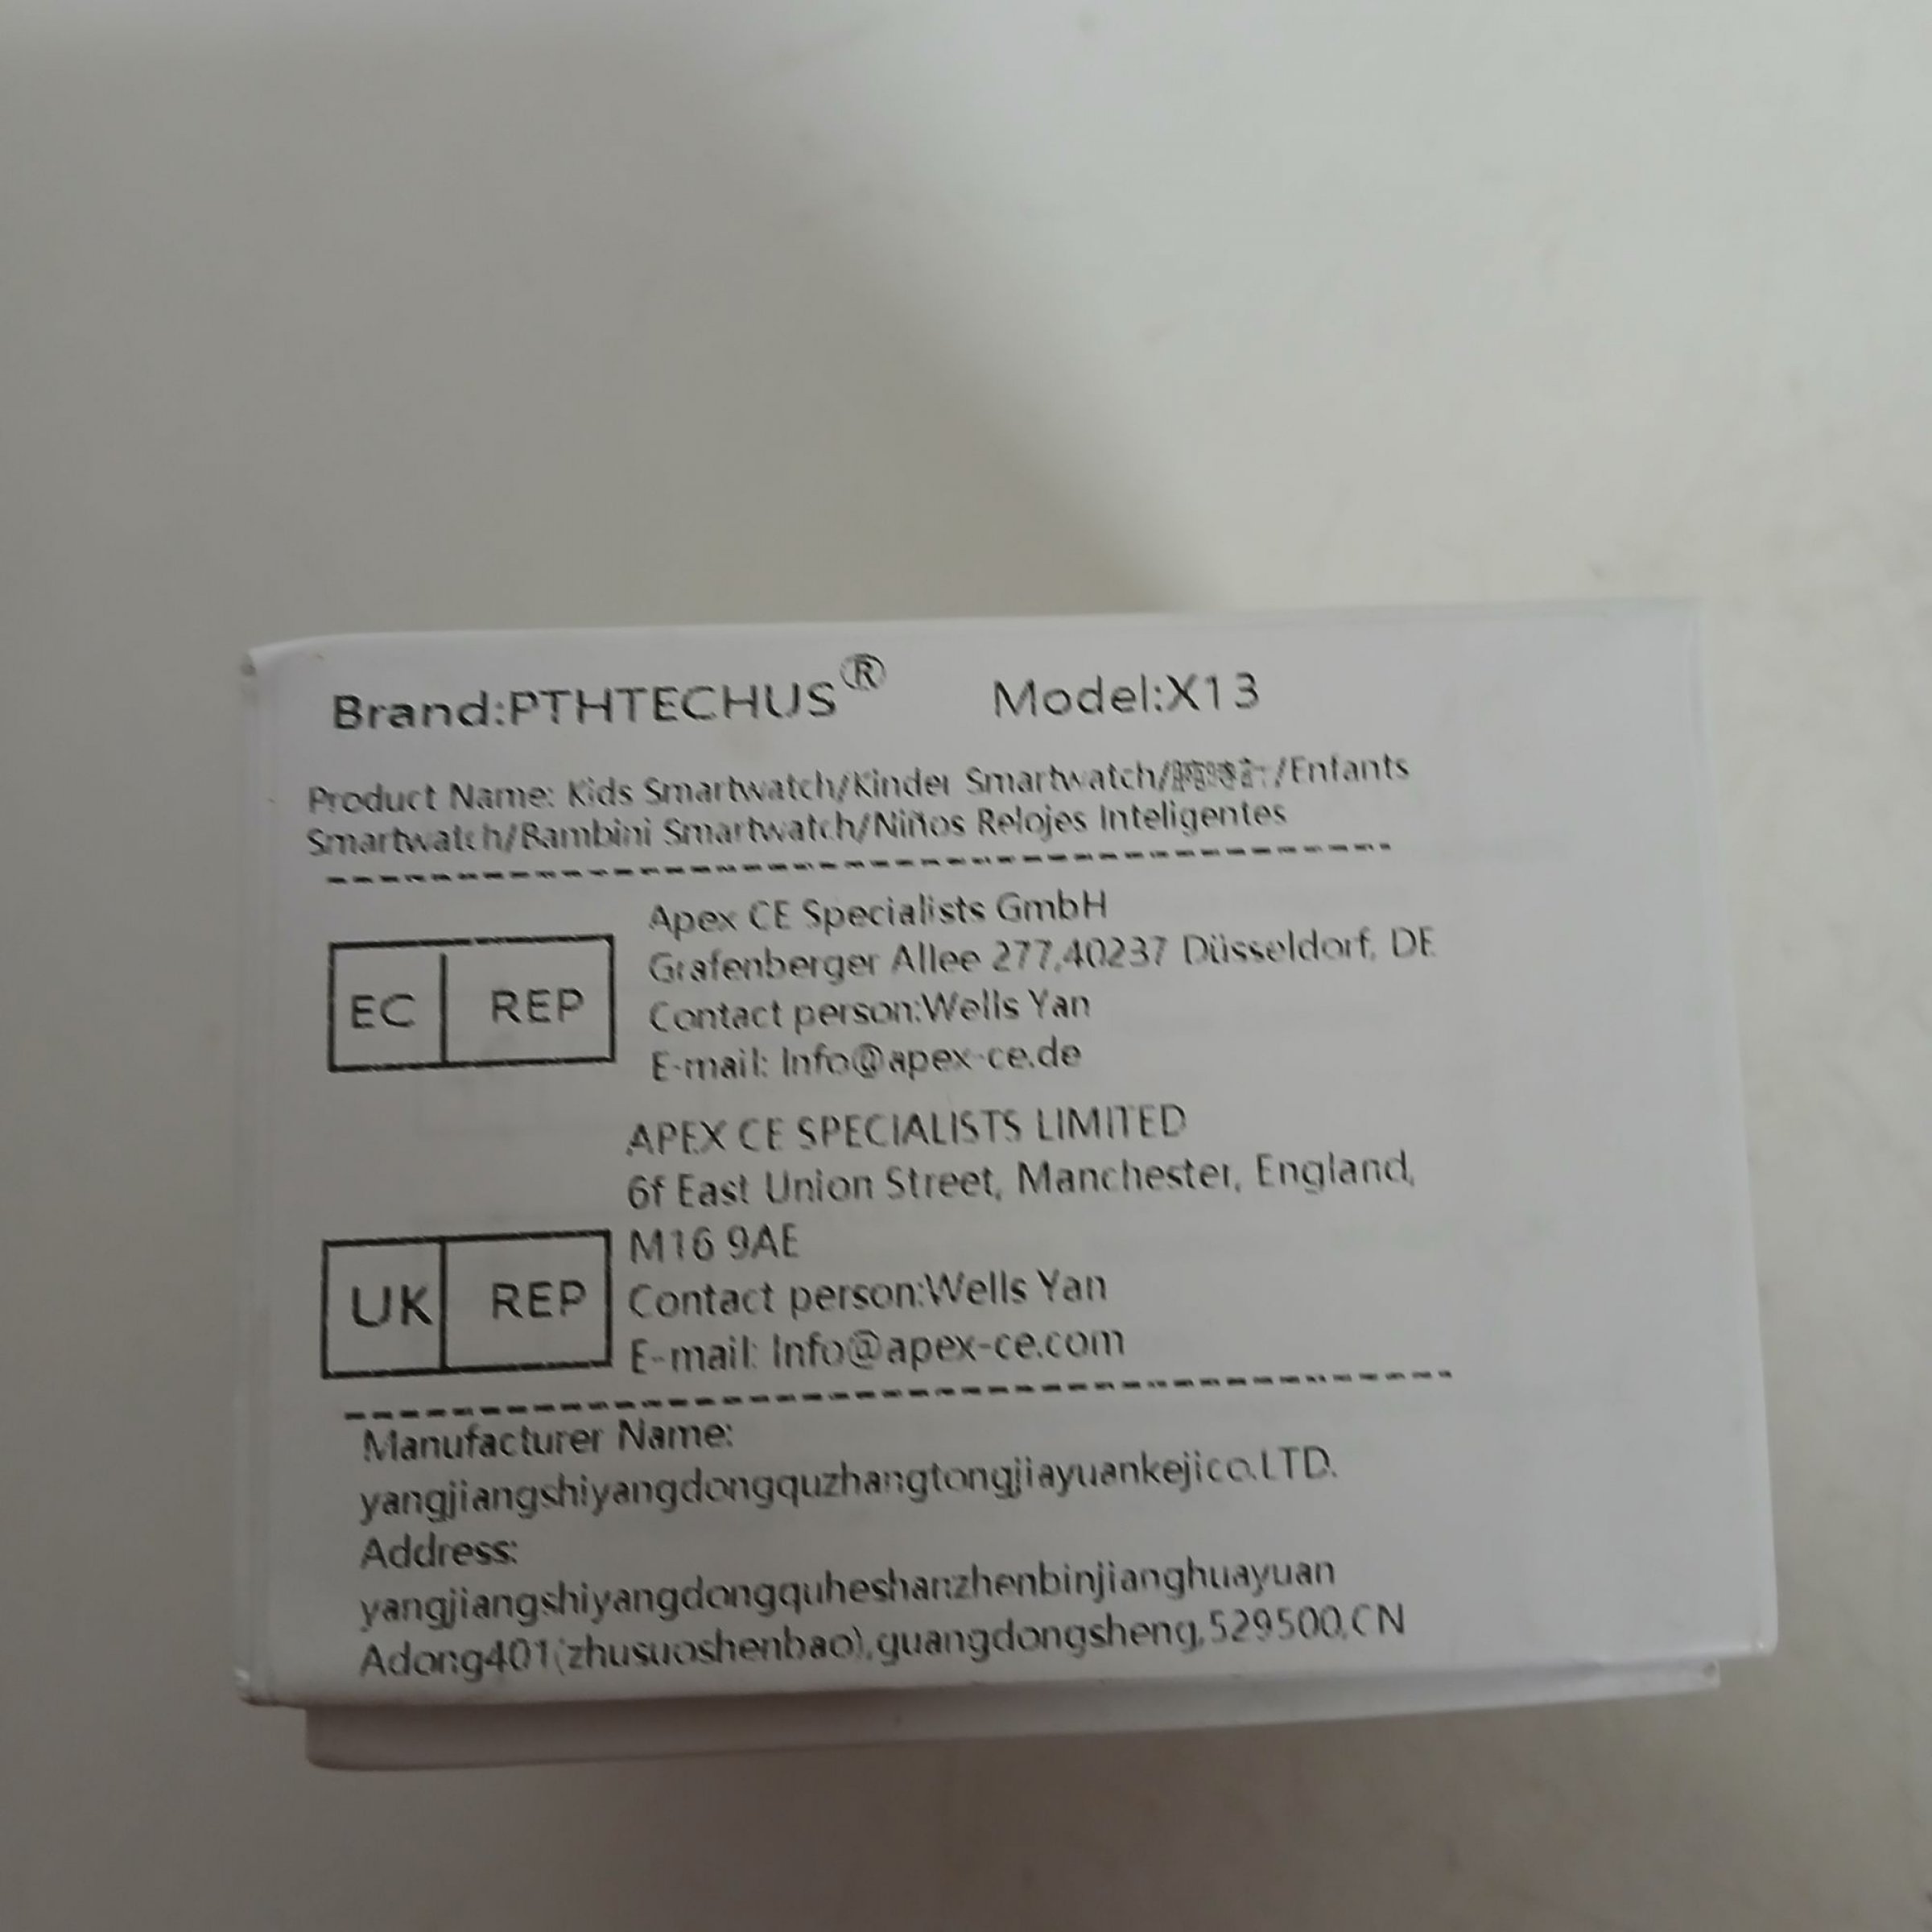 Brand:PTHTECHUS® Model:X13
Product Name: Kids Smartwatch/Kinder Smartwatch/腕時計/Enfants
Smartwatch/Bambini Smartwatch/Niños Relojes Inteligentes
Apex CE Specialists GmbH
Grafenberger Allee 277,40237 Düsseldorf, DE
EC REP
Contact person:Wells Yan
E-mail: Info@apex-ce.de
APEX CE SPECIALISTS LIMITED
6f East Union Street, Manchester, England,
M16 9AE
UK REP
Contact person:Wells Yan
E-mail: Info@apex-ce.com
Manufacturer Name:
yangjiangshiyangdongquzhangtongjiayuankejico.LTD.
Address:
yangjiangshiyangdongquheshanzhenbinjianghuayuan
Adong401(zhusuoshenbao),guangdongsheng,529500,CN